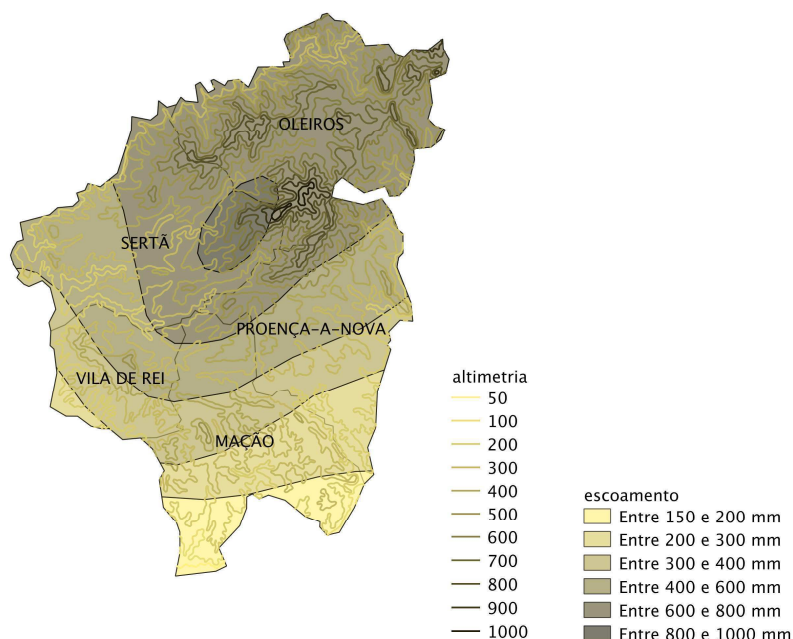 OLEIROS
SERTÃ
PROENÇA-A-NOVA
VILA DE REI
MAÇÃO
altimetria
50
100
200
300
400
500
600
700
800
900
1000
escoamento
Entre 150 e 200 mm
Entre 200 e 300 mm
Entre 300 e 400 mm
Entre 400 e 600 mm
Entre 600 e 800 mm
Entre 800 e 1000 mm